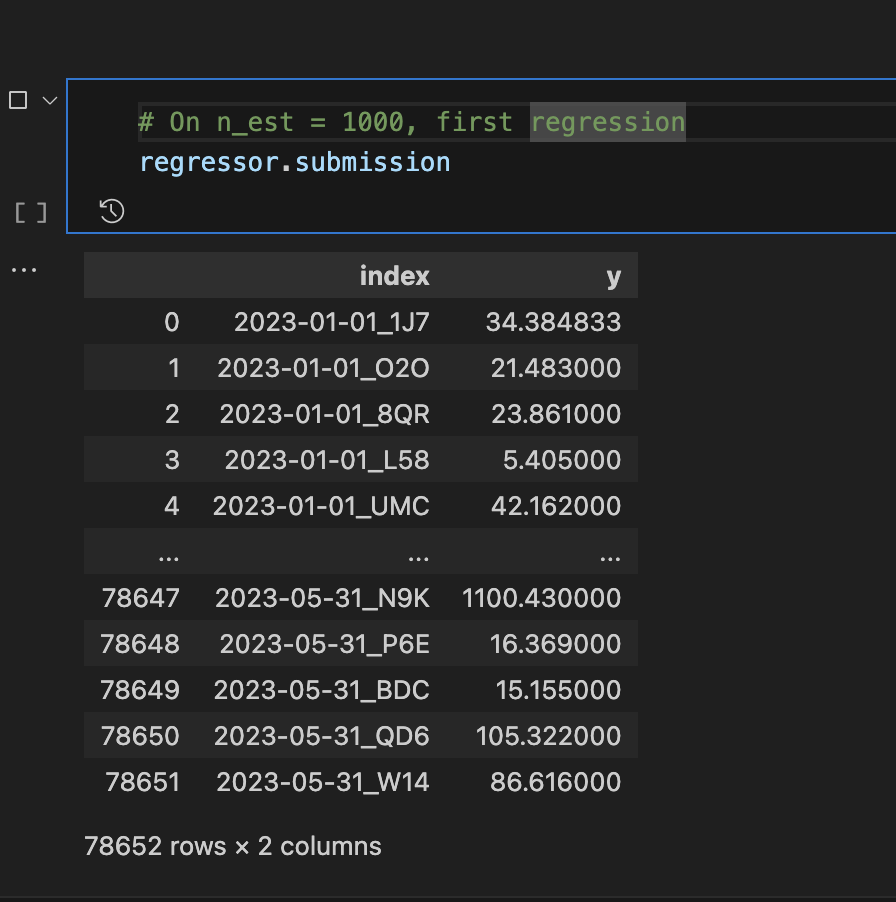 # On n_est = 1000, first regression
regressor.submission
[ ]
...
index y
0 2023-01-01_1J7 34.384833
1 2023-01-01_O2O 21.483000
2 2023-01-01_8QR 23.861000
3 2023-01-01_L58 5.405000
4 2023-01-01_UMC 42.162000
... ... ...
78647 2023-05-31_N9K 1100.430000
78648 2023-05-31_P6E 16.369000
78649 2023-05-31_BDC 15.155000
78650 2023-05-31_QD6 105.322000
78651 2023-05-31_W14 86.616000
78652 rows × 2 columns